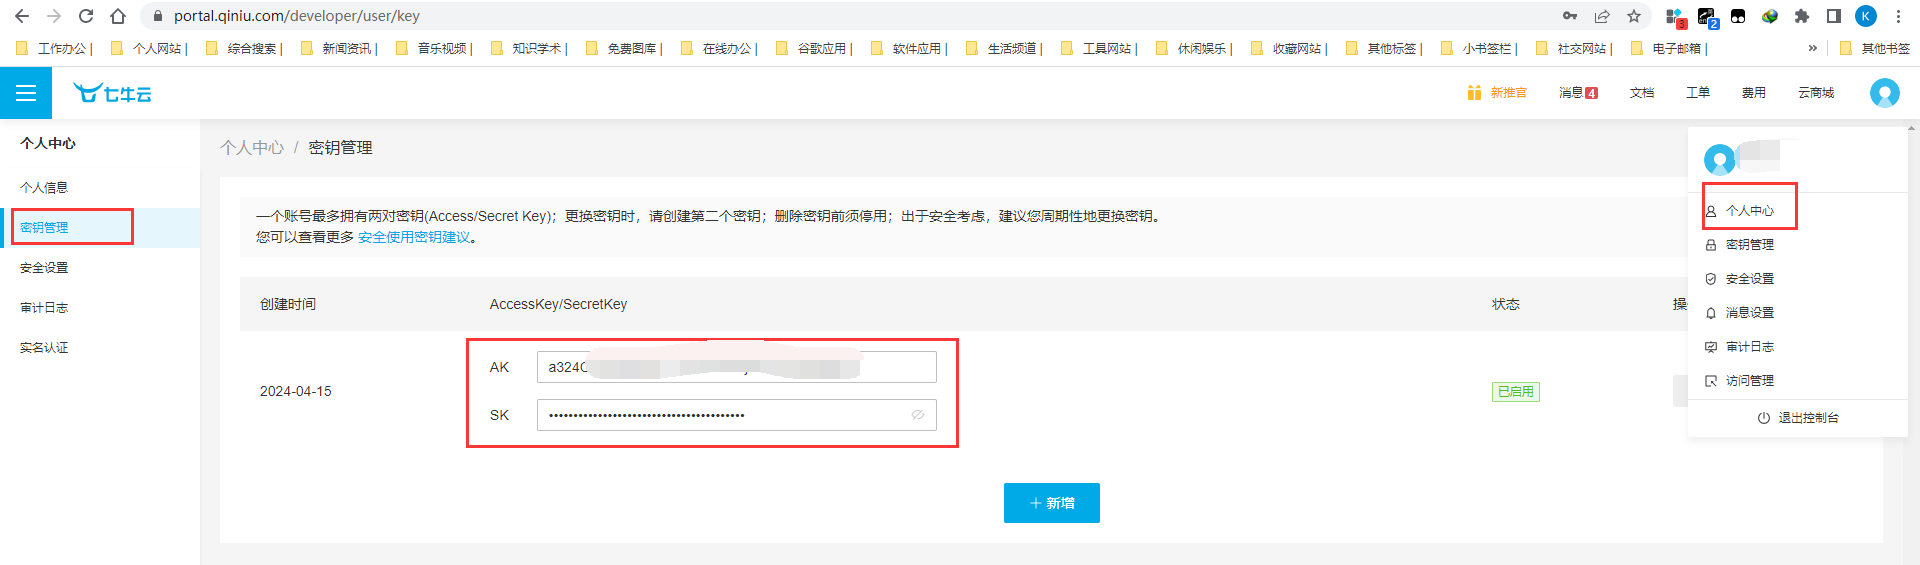 portal.qiniu.com/developer/user/key
3
2
K
工作办公 | 个人网站 | 综合搜索 | 新闻资讯 | 音乐视频 | 知识学术 | 免费图库 | 在线办公 | 谷歌应用 | 软件应用 | 生活频道 | 工具网站 | 休闲娱乐 | 收藏网站 | 其他标签 | 小书签栏 | 社交网站 | 电子邮箱 | » 其他书签
七牛云
新推官 消息 4 文档 工单 费用 云商城
个人中心
个人信息
密钥管理
安全设置
审计日志
实名认证
个人中心 / 密钥管理
一个账号最多拥有两对密钥(Access/Secret Key)；更换密钥时，请创建第二个密钥；删除密钥前须停用；出于安全考虑，建议您周期性地更换密钥。
您可以查看更多 安全使用密钥建议。
创建时间 AccessKey/SecretKey 状态
2024-04-15
AK a324
SK ••••••••••••••••••••••••••••••••••••••••
已启用
+ 新增
个人中心
密钥管理
安全设置
消息设置
审计日志
访问管理
退出控制台